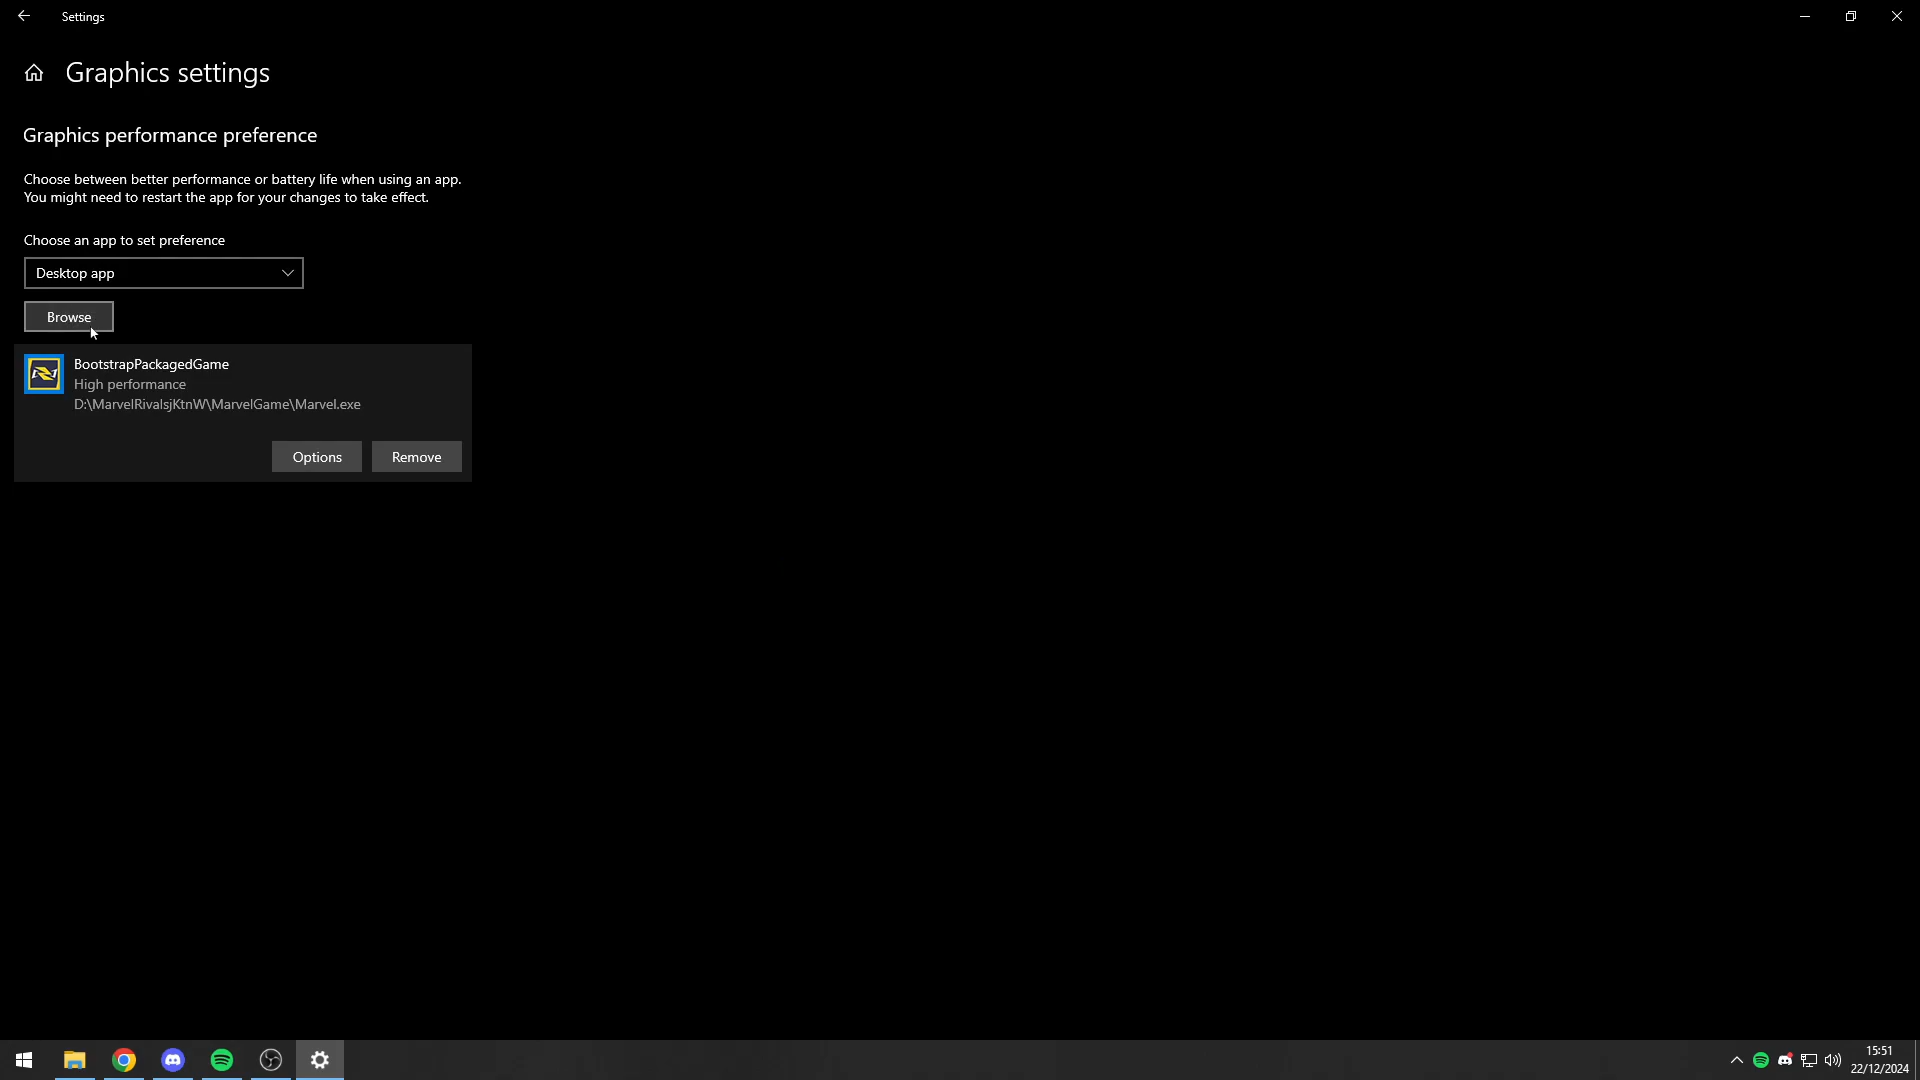 Settings
Graphics settings
Graphics performance preference
Choose between better performance or battery life when using an app.
You might need to restart the app for your changes to take effect.
Choose an app to set preference
Desktop app
Browse
BootstrapPackagedGame
High performance
D:\MarvelRivalsjKtnW\MarvelGame\Marvel.exe
Options
Remove
15:51
22/12/2024